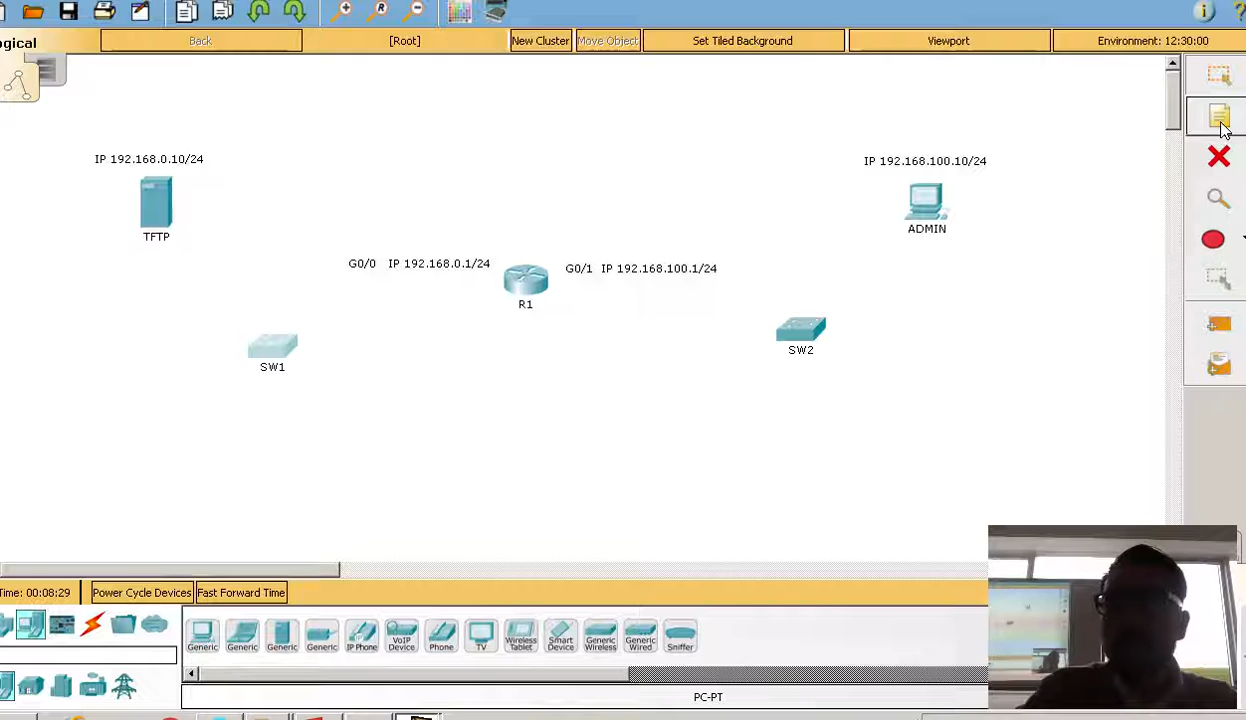 ogical
Back
[Root]
New Cluster
Move Object
Set Tiled Background
Viewport
Environment: 12:30:00
IP 192.168.0.10/24
IP 192.168.100.10/24
TFTP
ADMIN
G0/0 IP 192.168.0.1/24
G0/1 IP 192.168.100.1/24
R1
SW1
SW2
Time: 00:08:29
Power Cycle Devices
Fast Forward Time
Generic
Generic
Generic
Generic
IP Phone
VoIP Device
Phone
TV
Wireless Tablet
Smart Device
Generic Wireless
Generic Wired
Sniffer
PC-PT